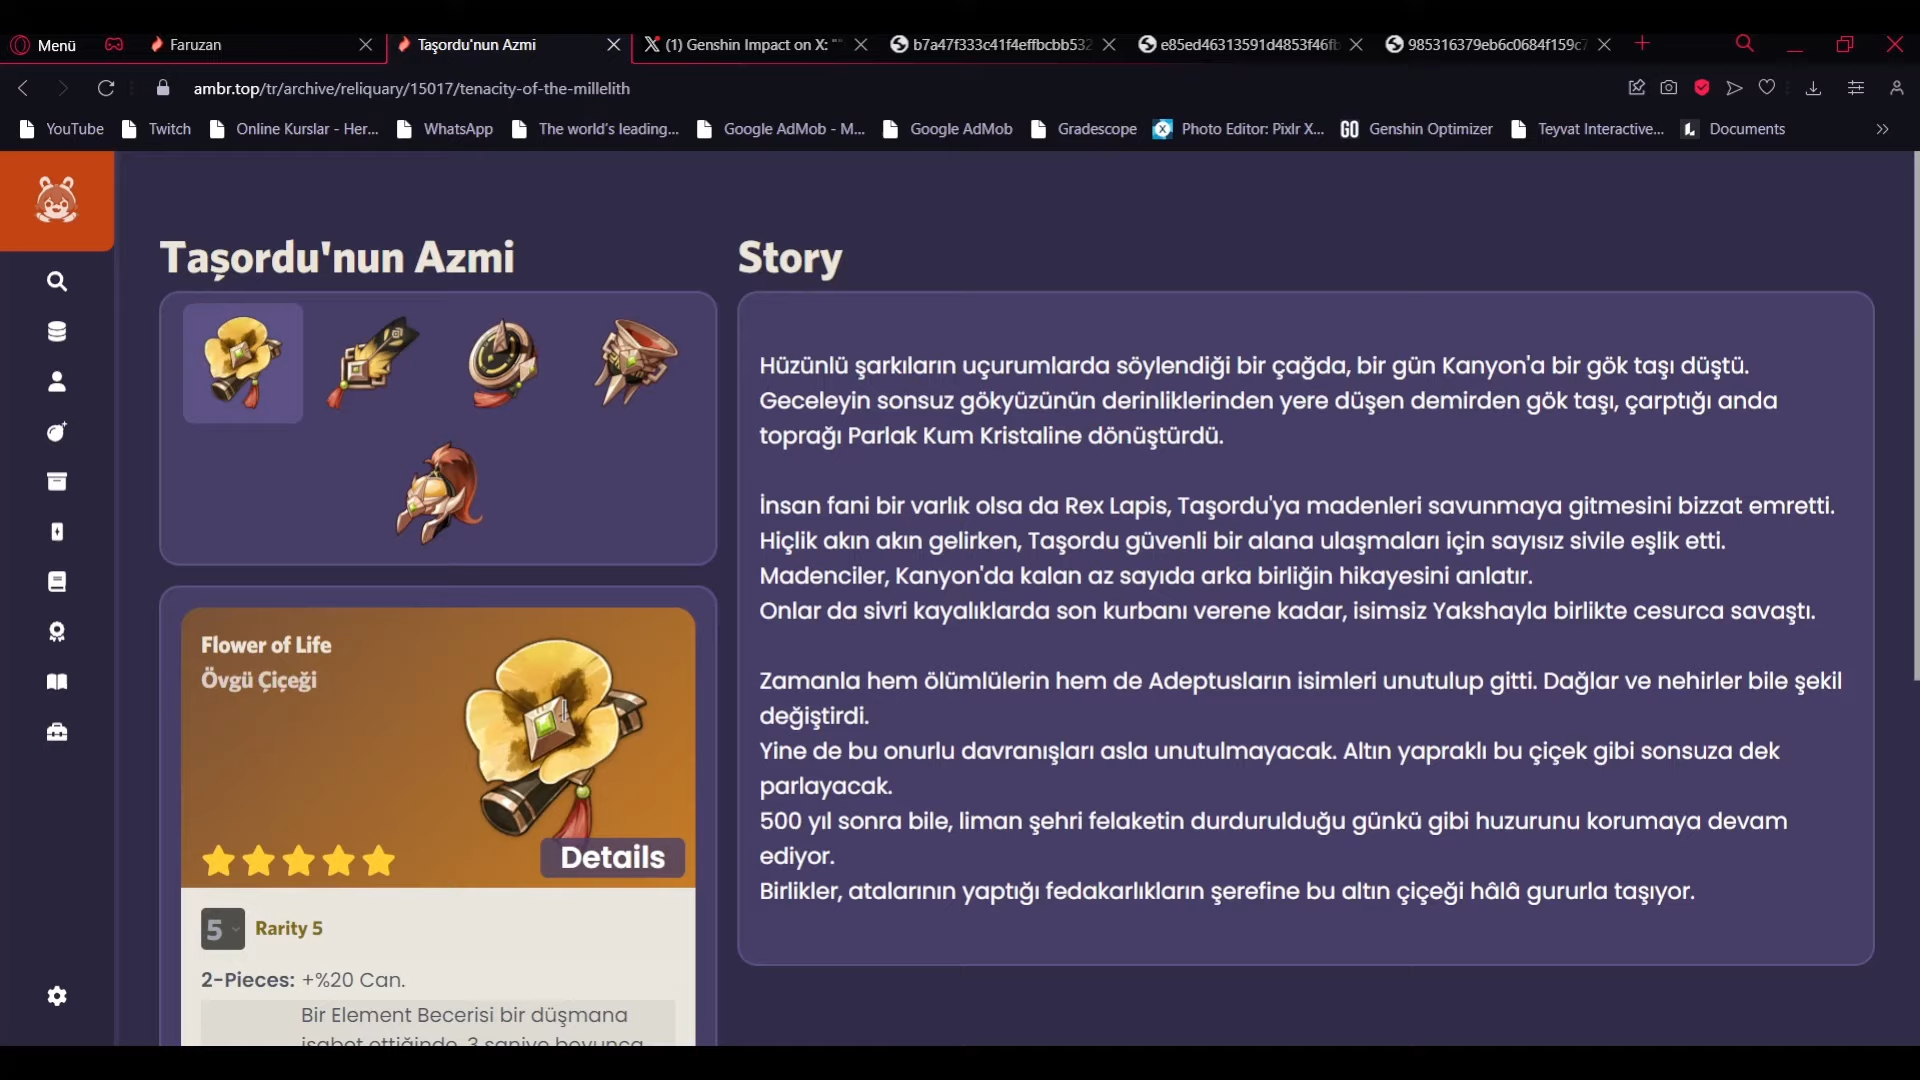 Menü
Faruzan
Taşordu'nun Azmi
(1) Genshin Impact on X: "
b7a47f333c41f4effbcbb532
e85ed46313591d4853f46fb
985316379eb6c0684f159c7
ambr.top/tr/archive/reliquary/15017/tenacity-of-the-millelith
YouTube
Twitch
Online Kurslar - Her...
WhatsApp
The world's leading...
Google AdMob - M...
Google AdMob
Gradescope
Photo Editor: Pixlr X...
GO
Genshin Optimizer
Teyvat Interactive...
Documents
Taşordu'nun Azmi
Flower of Life
Övgü Çiçeği
Details
5
Rarity 5
2-Pieces: +%20 Can.
Bir Element Becerisi bir düşmana
isabet ettiğinde, 3 saniye boyunca
Story
Hüzünlü şarkıların uçurumlarda söylendiği bir çağda, bir gün Kanyon'a bir gök taşı düştü.
Geceleyin sonsuz gökyüzünün derinliklerinden yere düşen demirden gök taşı, çarptığı anda
toprağı Parlak Kum Kristaline dönüştürdü.
İnsan fani bir varlık olsa da Rex Lapis, Taşordu'ya madenleri savunmaya gitmesini bizzat emretti.
Hiçlik akın akın gelirken, Taşordu güvenli bir alana ulaşmaları için sayısız sivile eşlik etti.
Madenciler, Kanyon'da kalan az sayıda arka birliğin hikayesini anlatır.
Onlar da sivri kayalıklarda son kurbanı verene kadar, isimsiz Yakshayla birlikte cesurca savaştı.
Zamanla hem ölümlülerin hem de Adeptusların isimleri unutulup gitti. Dağlar ve nehirler bile şekil
değiştirdi.
Yine de bu onurlu davranışları asla unutulmayacak. Altın yapraklı bu çiçek gibi sonsuza dek
parlayacak.
500 yıl sonra bile, liman şehri felaketin durdurulduğu günkü gibi huzurunu korumaya devam
ediyor.
Birlikler, atalarının yaptığı fedakarlıkların şerefine bu altın çiçeği hâlâ gururla taşıyor.